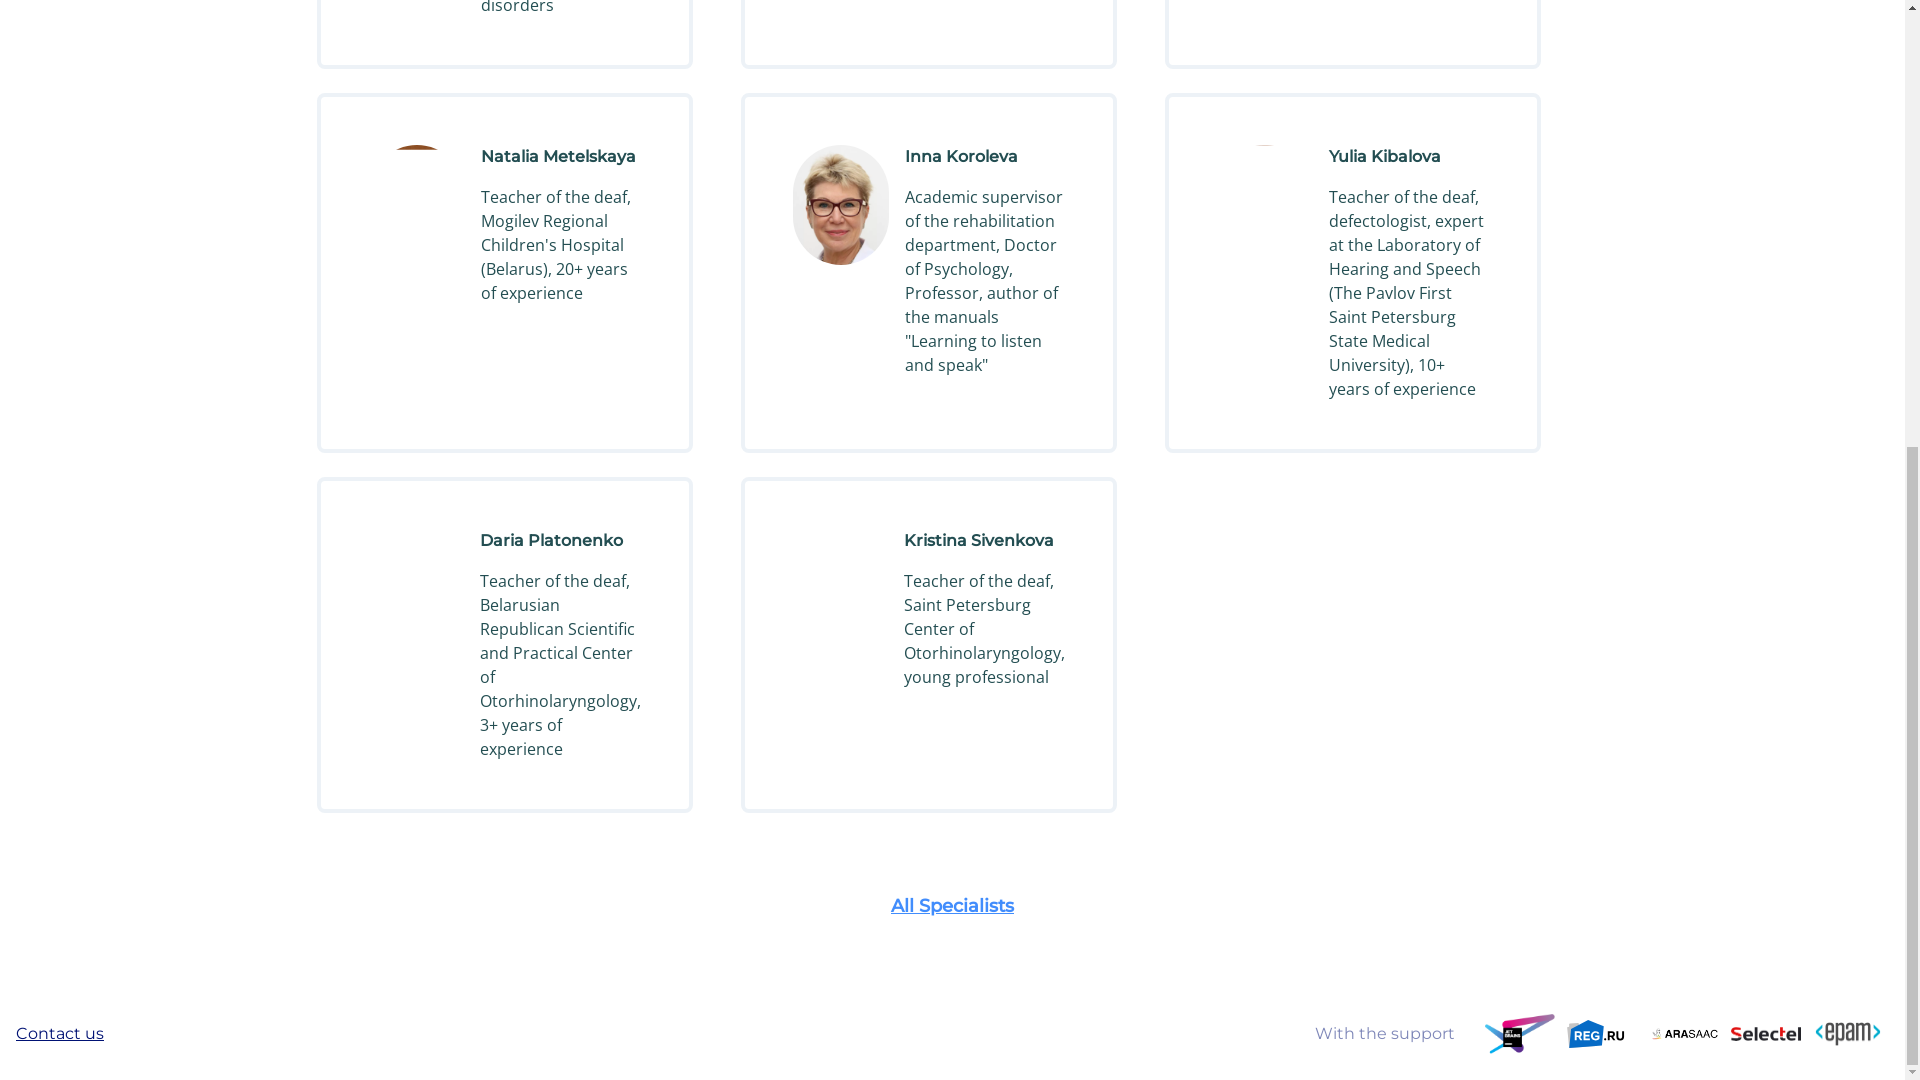 disorders
Natalia Metelskaya
Teacher of the deaf,
Mogilev Regional
Children's Hospital
(Belarus), 20+ years
of experience
Inna Koroleva
Academic supervisor
of the rehabilitation
department, Doctor
of Psychology,
Professor, author of
the manuals
"Learning to listen
and speak"
Yulia Kibalova
Teacher of the deaf,
defectologist, expert
at the Laboratory of
Hearing and Speech
(The Pavlov First
Saint Petersburg
State Medical
University), 10+
years of experience
Daria Platonenko
Teacher of the deaf,
Belarusian
Republican Scientific
and Practical Center
of
Otorhinolaryngology,
3+ years of
experience
Kristina Sivenkova
Teacher of the deaf,
Saint Petersburg
Center of
Otorhinolaryngology,
young professional
All Specialists
Contact us
With the support
JET
BRAINS
REG.RU
ARASAAC
Selectel
<epam>